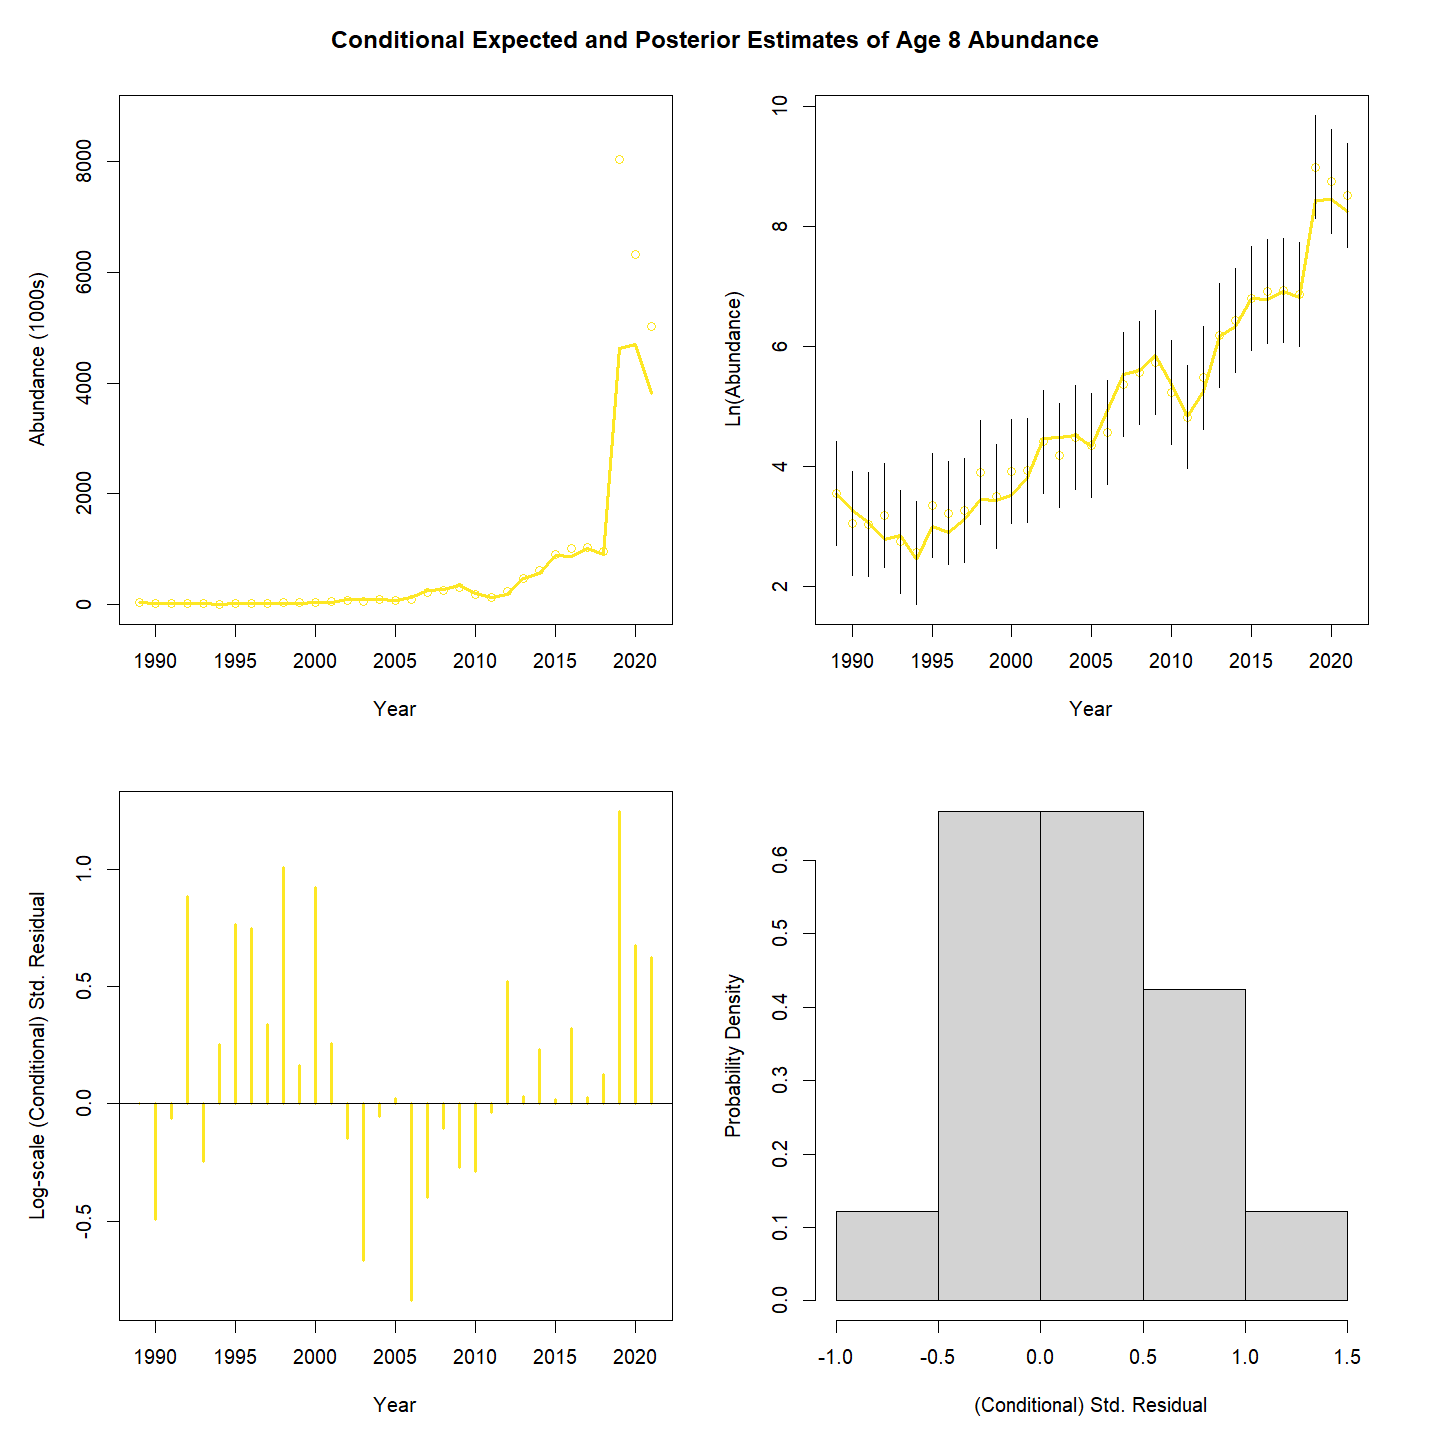 Conditional Expected and Posterior Estimates of Age 8 Abundance
Abundance (1000s)
8000
6000
4000
2000
0
1990 1995 2000 2005 2010 2015 2020
Year
Ln(Abundance)
10
8
6
4
2
1990 1995 2000 2005 2010 2015 2020
Year
Log-scale (Conditional) Std. Residual
1.0
0.5
0.0
-0.5
1990 1995 2000 2005 2010 2015 2020
Year
Probability Density
0.6
0.5
0.4
0.3
0.2
0.1
0.0
-1.0 -0.5 0.0 0.5 1.0 1.5
(Conditional) Std. Residual